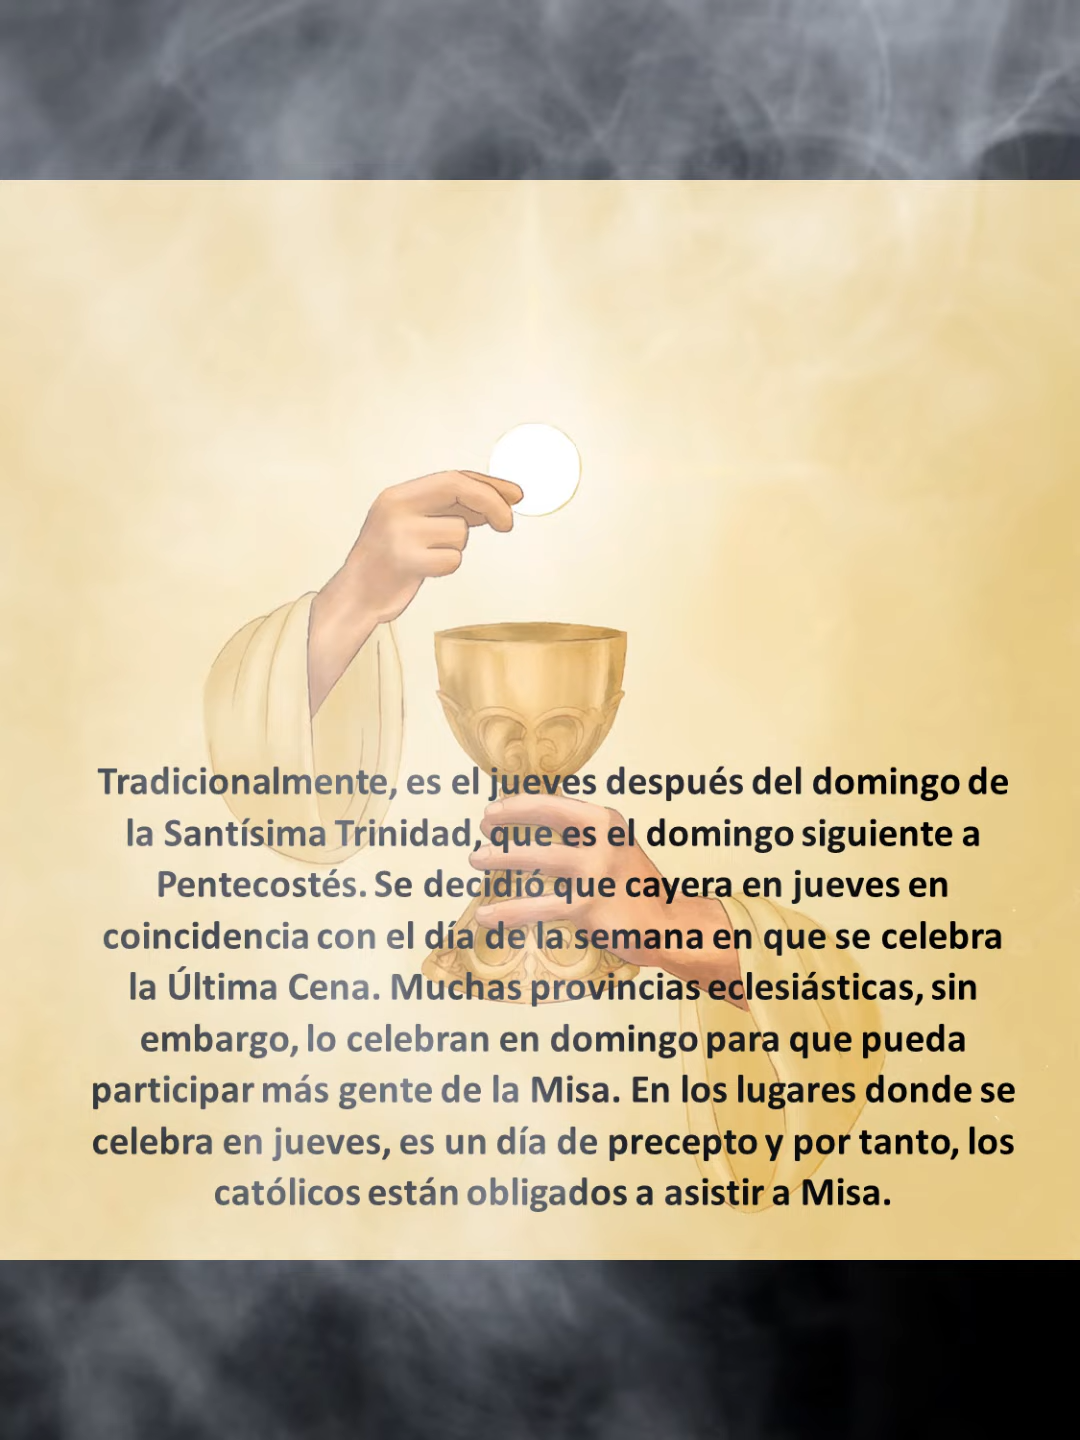 Tradicionalmente, es el jueves después del domingo de
la Santísima Trinidad, que es el domingo siguiente a
Pentecostés. Se decidió que cayera en jueves en
coincidencia con el día de la semana en que se celebra
la Última Cena. Muchas provincias eclesiásticas, sin
embargo, lo celebran en domingo para que pueda
participar más gente de la Misa. En los lugares donde se
celebra en jueves, es un día de precepto y por tanto, los
católicos están obligados a asistir a Misa.